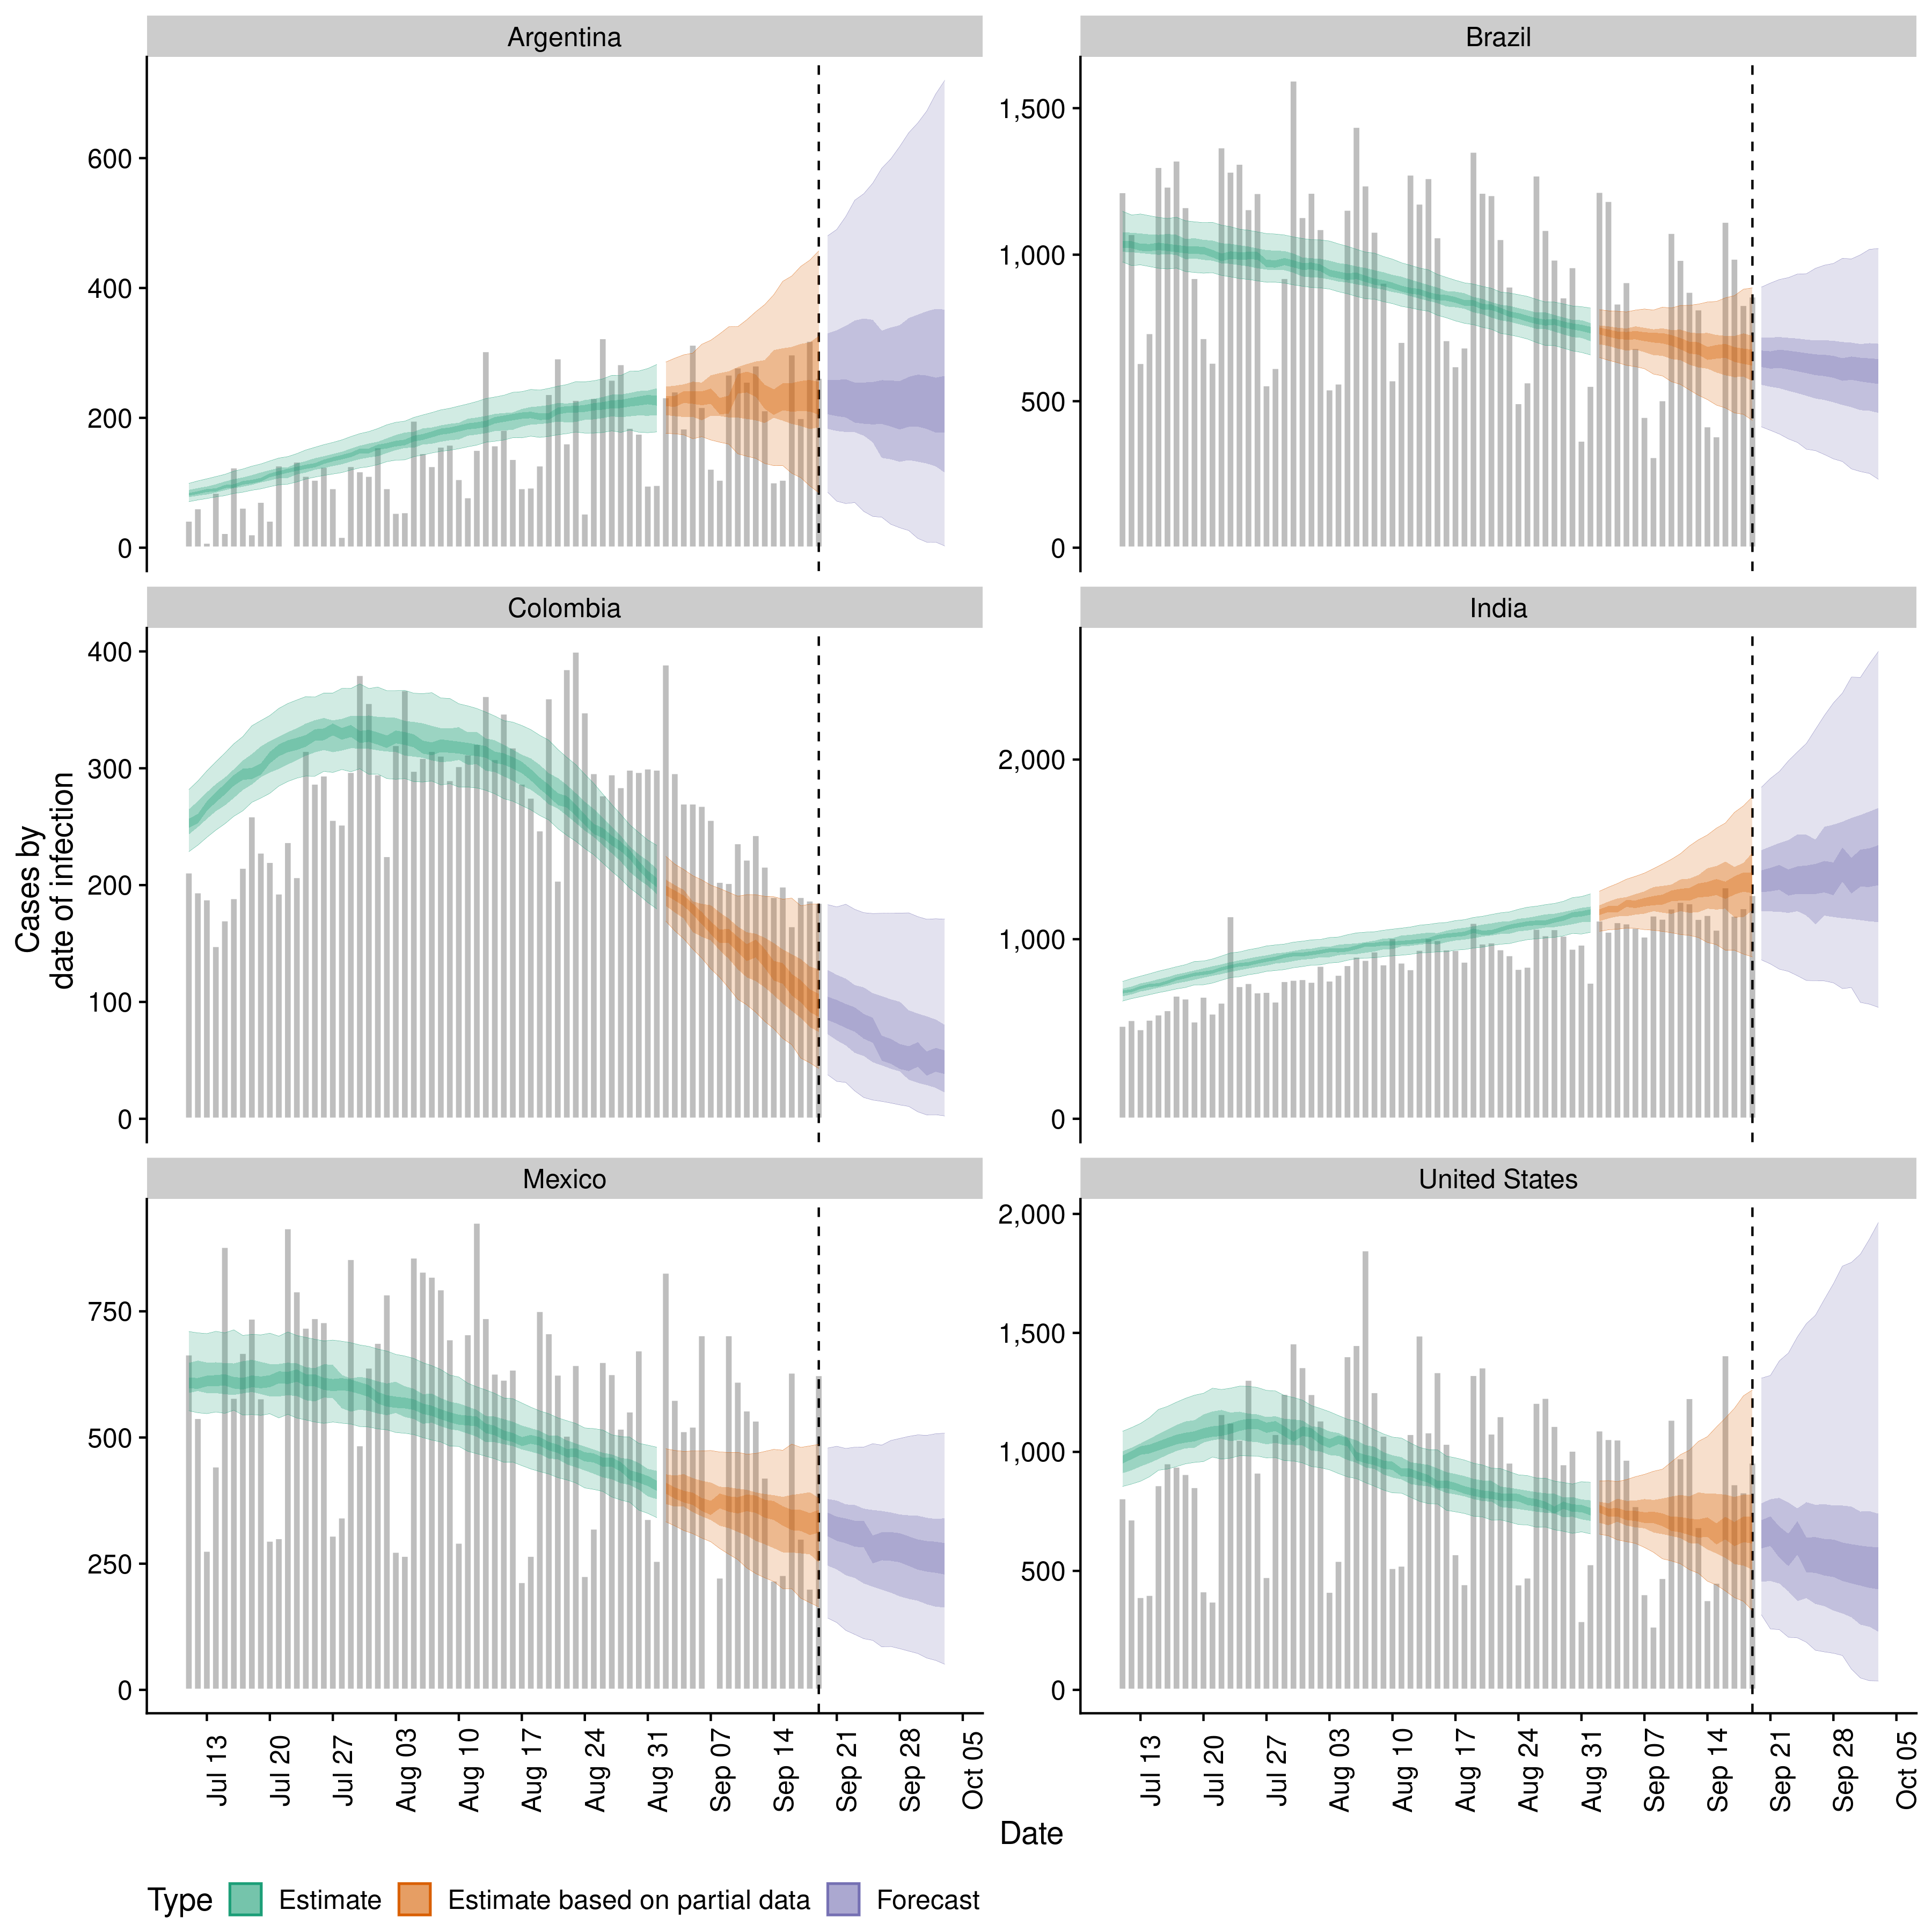 Argentina
Brazil
600
400
200
0
1,500
1,000
500
0
Colombia
India
400
300
200
100
0
2,000
1,000
0
Cases by
date of infection
Mexico
United States
750
500
250
0
2,000
1,500
1,000
500
0
Jul 13
Jul 20
Jul 27
Aug 03
Aug 10
Aug 17
Aug 24
Aug 31
Sep 07
Sep 14
Sep 21
Sep 28
Oct 05
Jul 13
Jul 20
Jul 27
Aug 03
Aug 10
Aug 17
Aug 24
Aug 31
Sep 07
Sep 14
Sep 21
Sep 28
Oct 05
Date
Type Estimate Estimate based on partial data Forecast